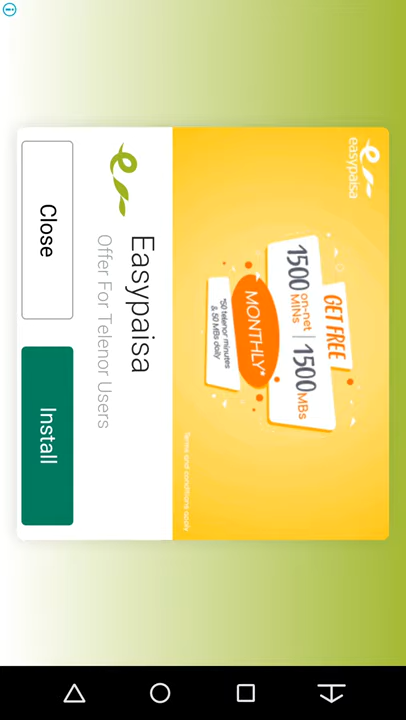 easypaisa
GET FREE
1500 on-net MINs | 1500 MBs
MONTHLY*
*50 telenor minutes
& 50 MBs daily
Terms and conditions apply
Easypaisa
Offer For Telenor Users
Close
Install